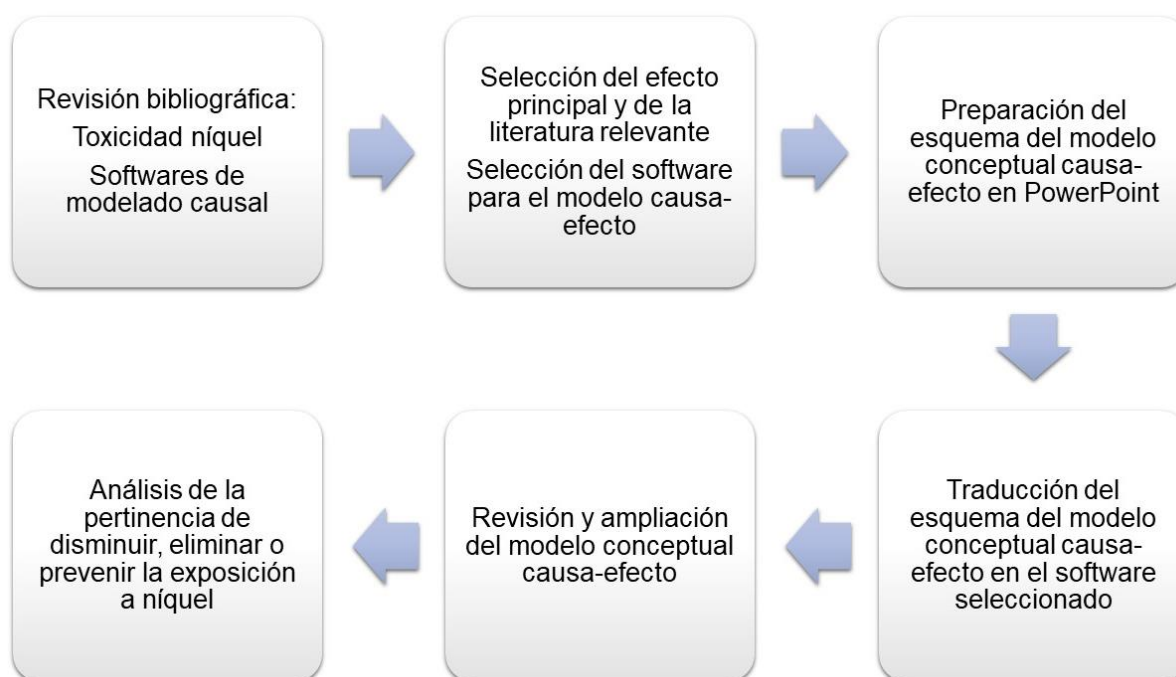 Revisión bibliográfica:
Toxicidad níquel
Softwares de
modelado causal
Selección del efecto
principal y de la
literatura relevante
Selección del software
para el modelo causa-
efecto
Preparación del
esquema del modelo
conceptual causa-
efecto en PowerPoint
Traducción del
esquema del modelo
conceptual causa-
efecto en el software
seleccionado
Revisión y ampliación
del modelo conceptual
causa-efecto
Análisis de la
pertinencia de
disminuir, eliminar o
prevenir la exposición
a níquel